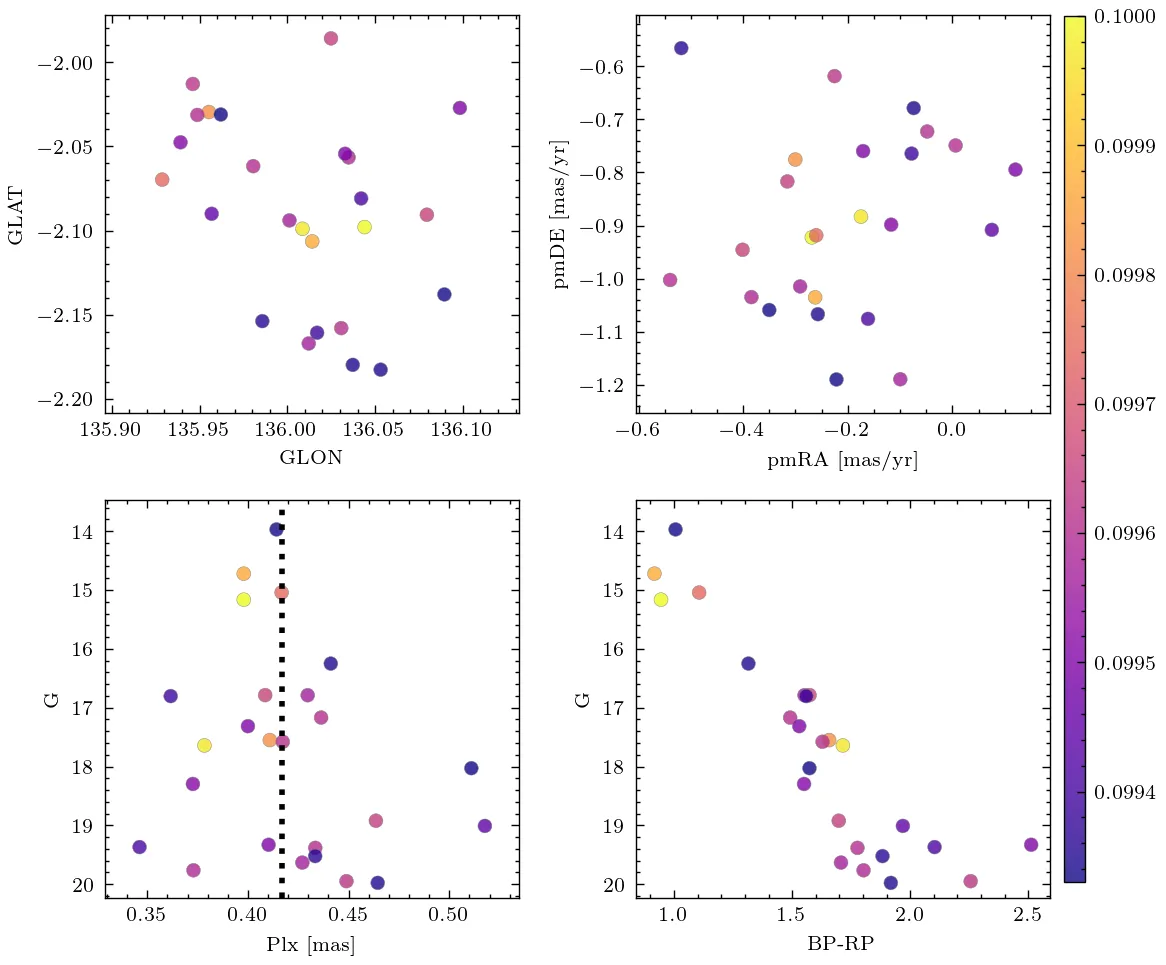 −2.00
−2.05
−2.10
−2.15
−2.20
GLAT
135.90 135.95 136.00 136.05 136.10
GLON
−0.6
−0.7
−0.8
−0.9
−1.0
−1.1
−1.2
pmDE [mas/yr]
−0.6 −0.4 −0.2 0.0
pmRA [mas/yr]
14
15
16
17
18
19
20
G
0.35 0.40 0.45 0.50
Plx [mas]
14
15
16
17
18
19
20
G
1.0 1.5 2.0 2.5
BP-RP
0.1000
0.0999
0.0998
0.0997
0.0996
0.0995
0.0994